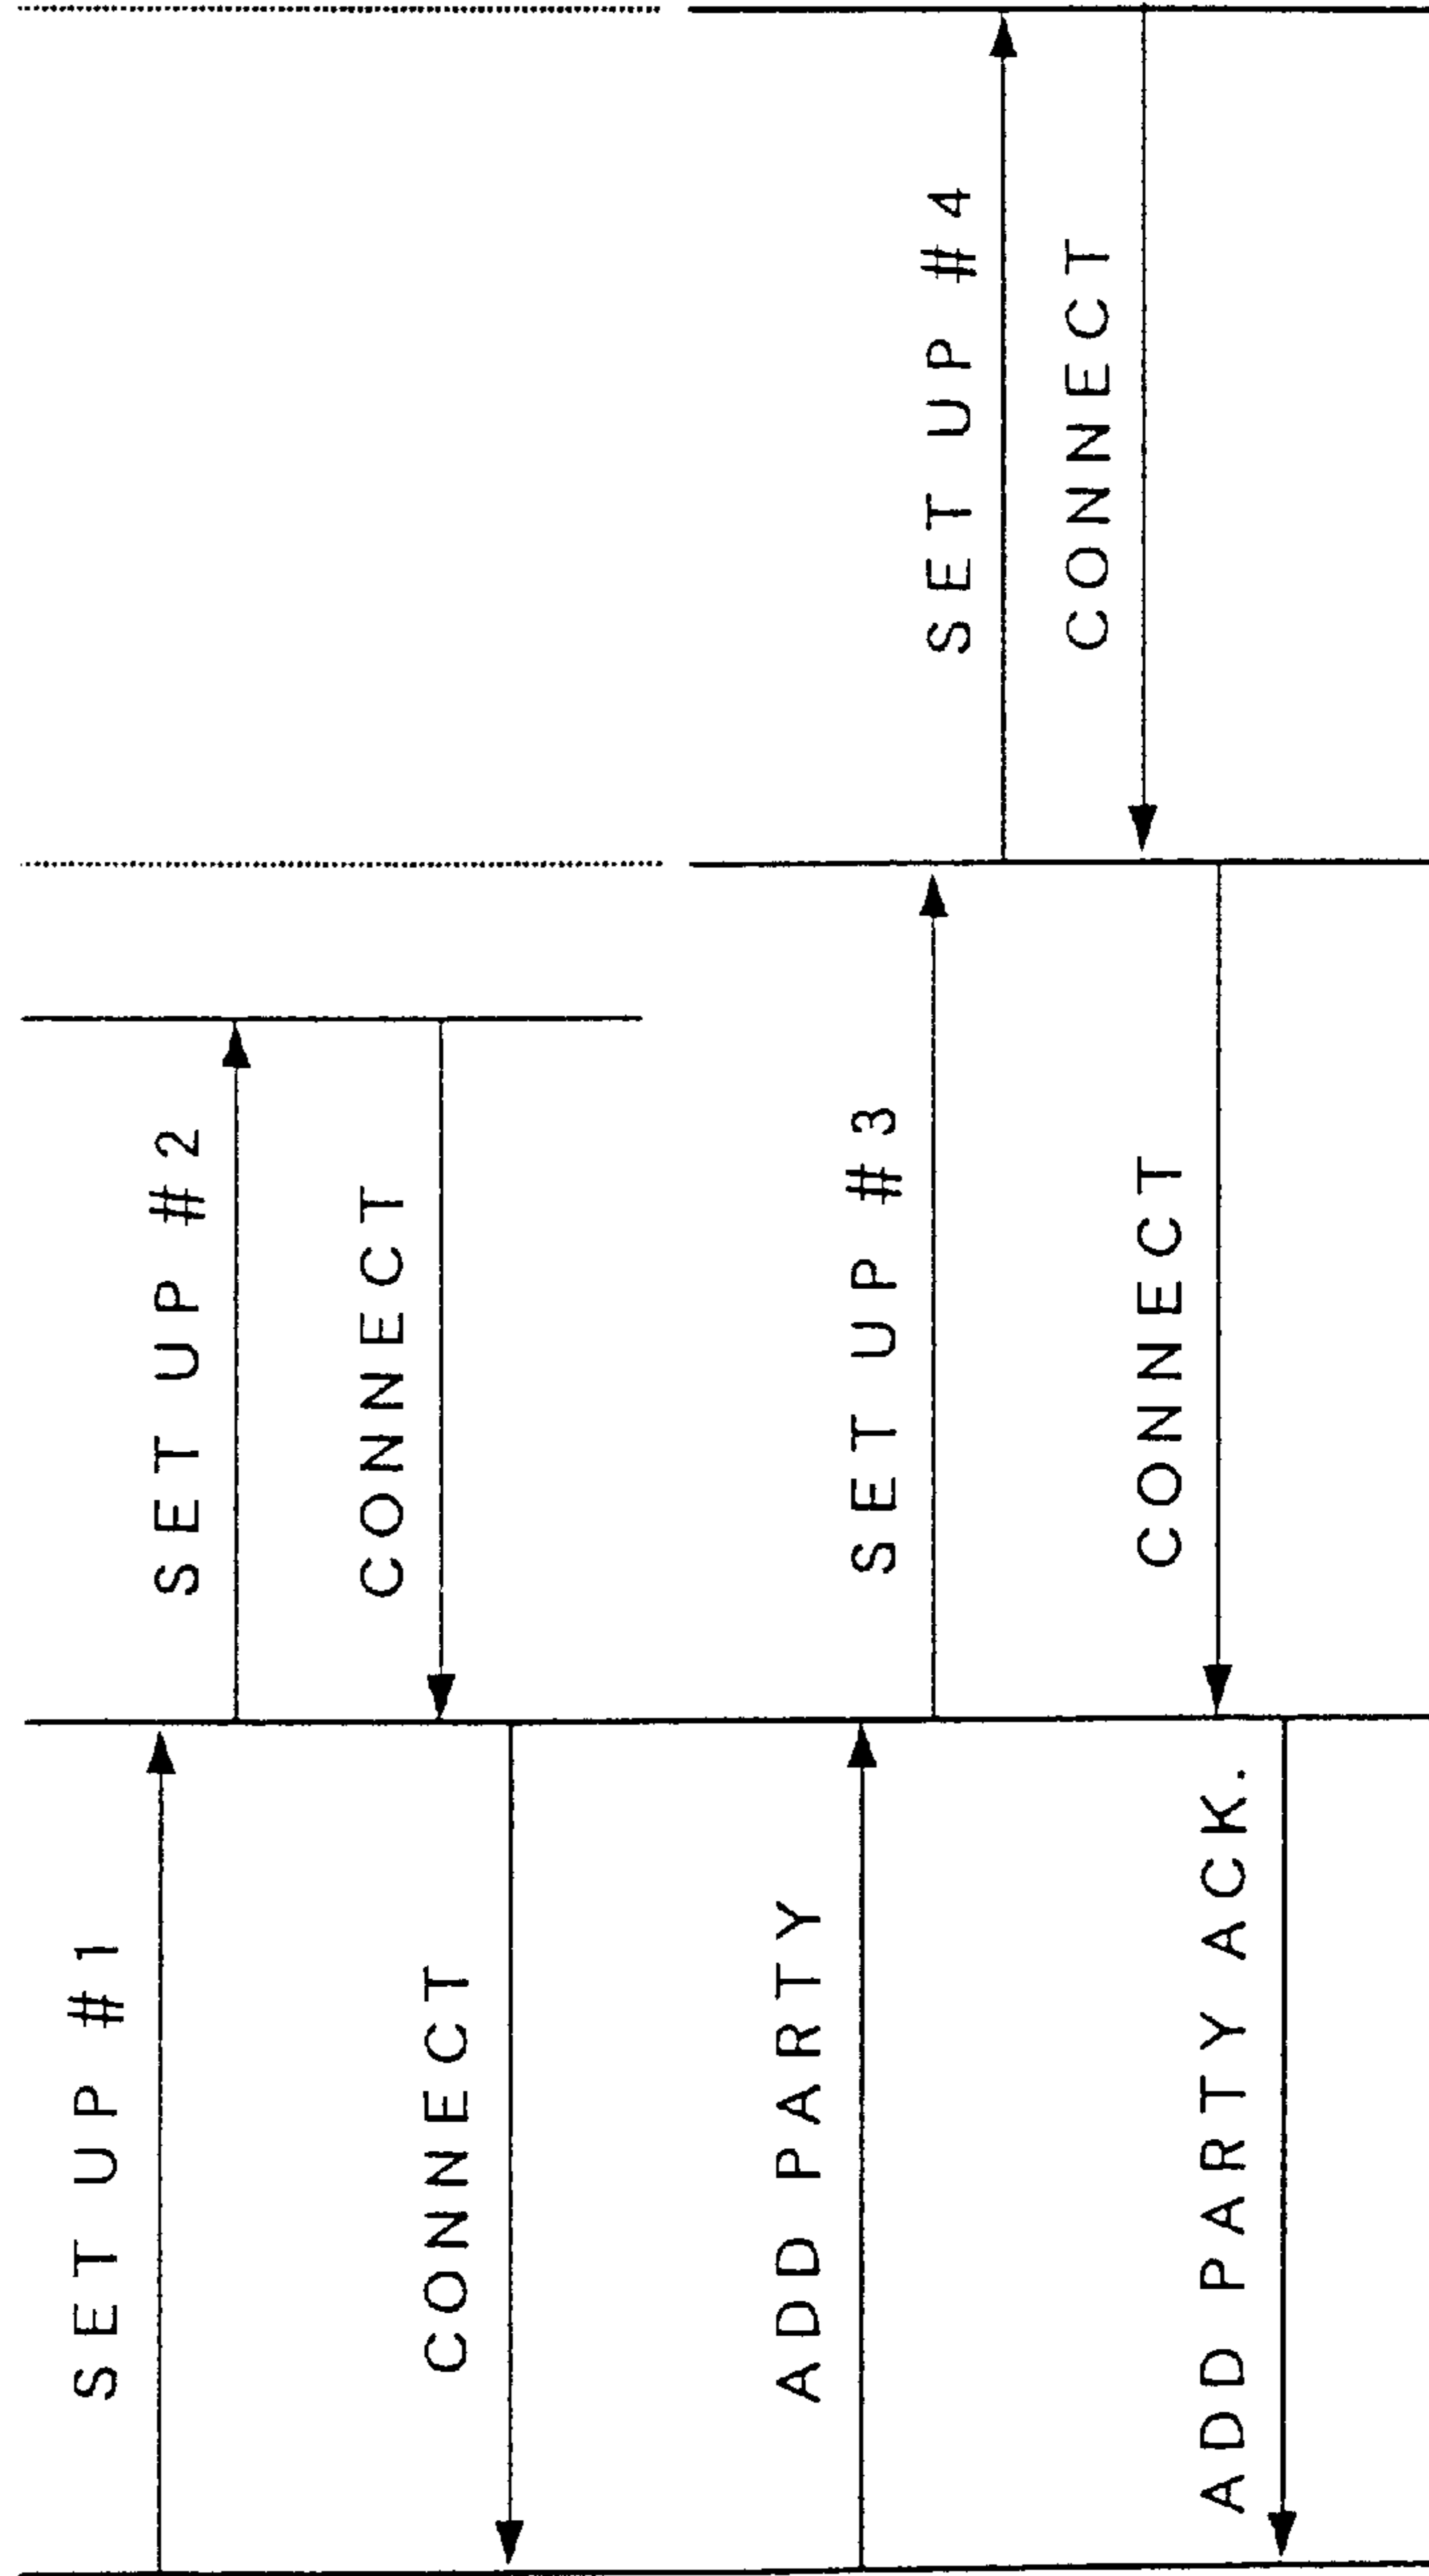 SET UP #1
SET UP #2
CONNECT
CONNECT
ADD PARTY
SET UP #3
SET UP #4
CONNECT
CONNECT
ADD PARTY ACK.